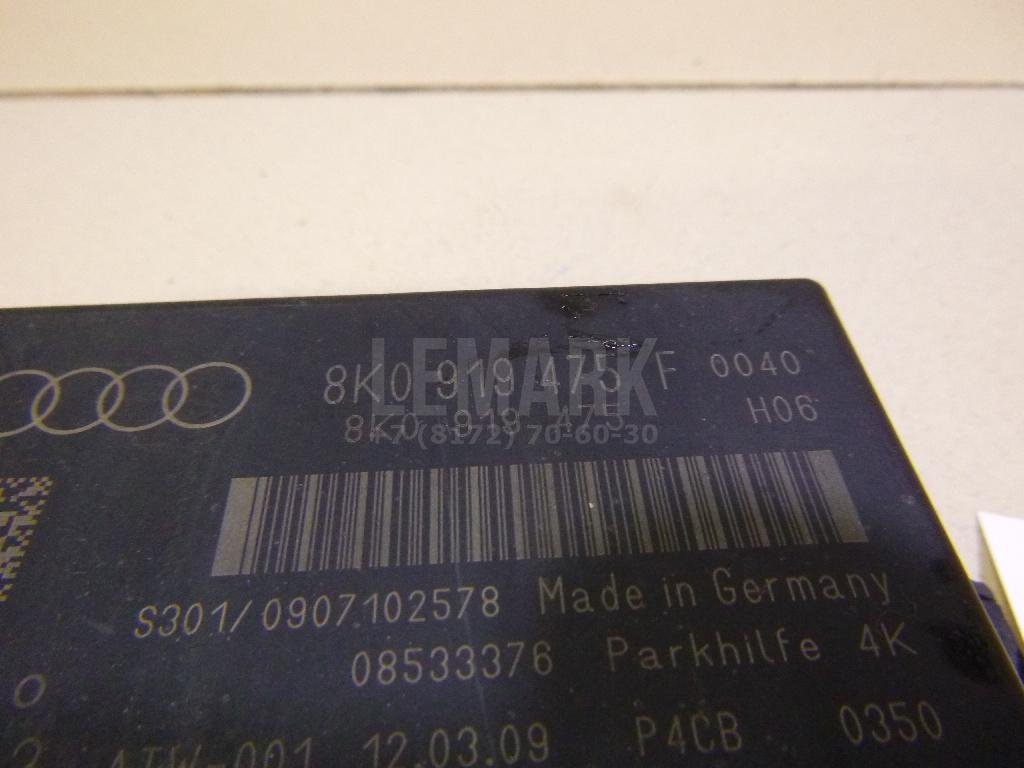 8K0 919 475 F 0040
8K0 919 475 H06
LEMARK
+7 (8172) 70-60-30
S301/0907102578 Made in Germany
08533376 Parkhilfe 4K
12.03.09 P4CB 0350